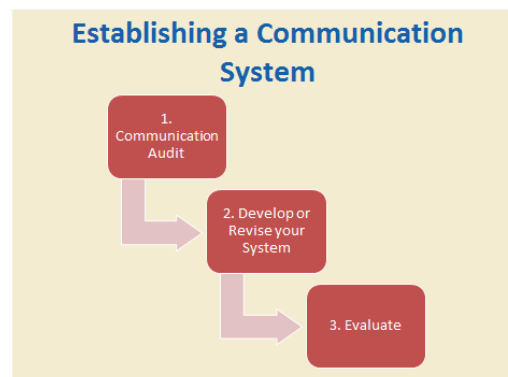 Establishing a Communication
System
1.
Communication
Audit
2. Develop or
Revise your
System
3. Evaluate